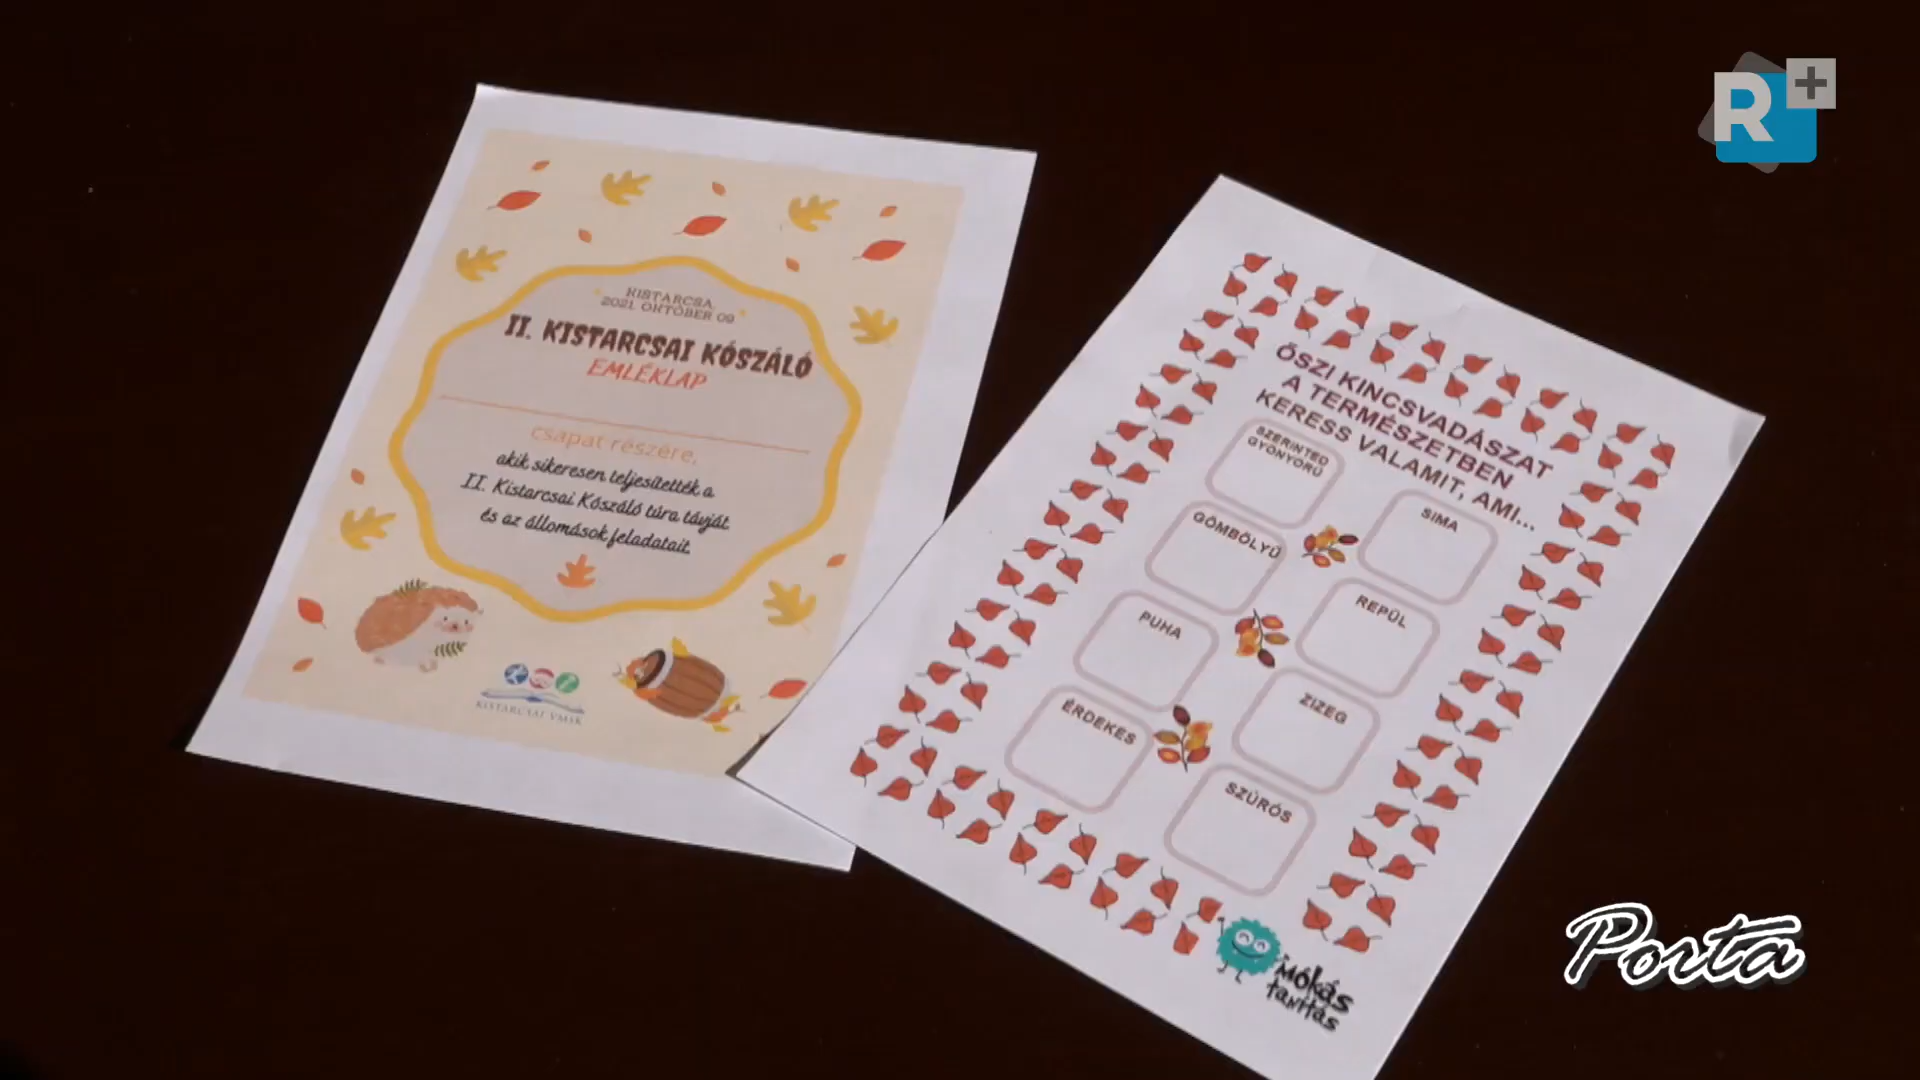 R+
KISTARCSA,
2021. OKTÓBER 09.
II. KISTARCSAI KÓSZÁLÓ
EMLÉKLAP
csapat részére,
akik sikeresen teljesítették a
II. Kistarcsai Kószáló túra távját
és az állomások feladatait.
KISTARCSAI VMSK
ŐSZI KINCSVADÁSZAT
A TERMÉSZETBEN
KERESS VALAMIT, AMI...
SZERINTED
GYÖNYÖRŰ
SIMA
GÖMBÖLYŰ
REPÜL
PUHA
ZIZEG
ÉRDEKES
SZÚRÓS
Mókás
tanítás
Porta